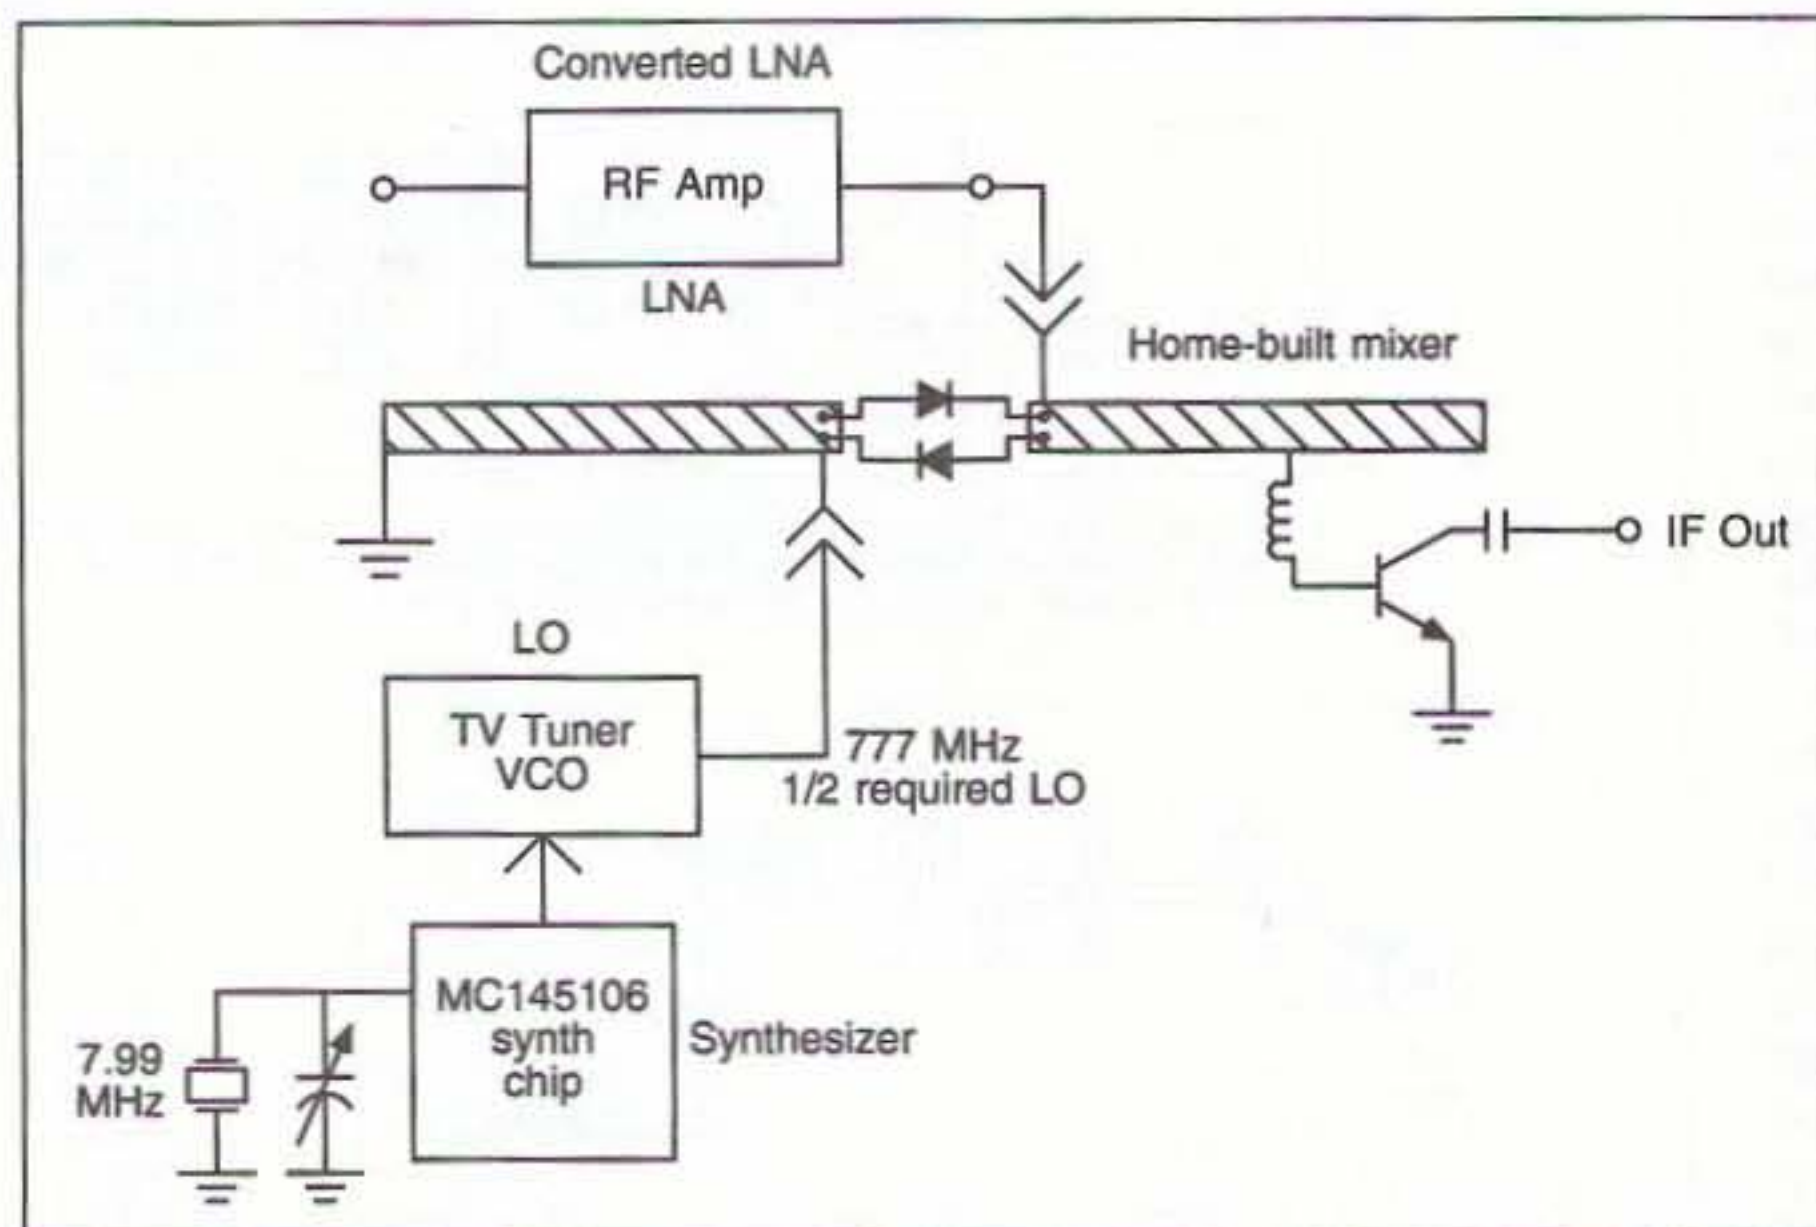 Converted LNA
RF Amp
LNA
Home-built mixer
IF Out
LO
TV Tuner
VCO
777 MHz
1/2 required LO
MC145106
synth
chip
Synthesizer
7.99
MHz